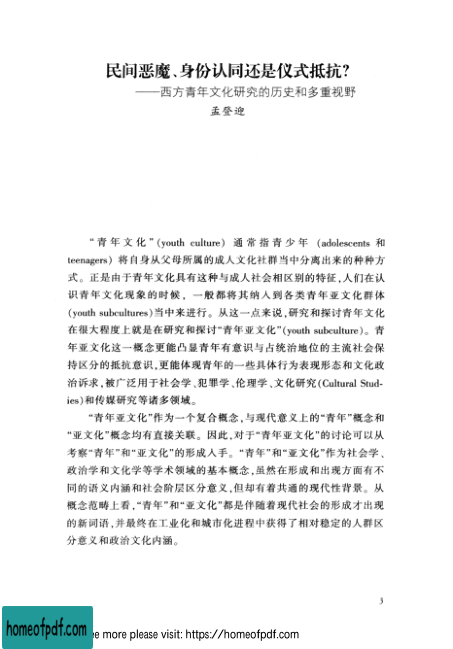 民间恶魔、身份认同还是仪式抵抗？
——西方青年文化研究的历史和多重视野
孟登迎
“青年文化”(youth culture) 通常指青少年 (adolescents 和
teenagers) 将自身从父母所属的成人文化社群当中分离出来的种种方
式。正是由于青年文化具有这种与成人社会相区别的特征,人们在认
识青年文化现象的时候，一般都将其纳入到各类青年亚文化群体
(youth subcultures)当中来进行。从这一点来说,研究和探讨青年文化
在很大程度上就是在研究和探讨“青年亚文化”(youth subculture)。青
年亚文化这一概念更能凸显青年有意识与占统治地位的主流社会保
持区分的抵抗意识,更能体现青年的一些具体行为表现形态和文化政
治诉求,被广泛用于社会学、犯罪学、伦理学、文化研究(Cultural Stud-
ies)和传媒研究等诸多领域。
“青年亚文化”作为一个复合概念,与现代意义上的“青年”概念和
“亚文化”概念均有直接关联。因此,对于“青年亚文化”的讨论可以从
考察“青年”和“亚文化”的形成入手。“青年”和“亚文化”作为社会学、
政治学和文化学等学术领域的基本概念,虽然在形成和出现方面有不
同的语义内涵和社会阶层区分意义,但却有着共通的现代性背景。从
概念范畴上看,“青年”和“亚文化”都是伴随着现代社会的形成才出现
的新词语,并最终在工业化和城市化进程中获得了相对稳定的人群区
分意义和政治文化内涵。
3
homeofpdf.com
ee more please visit: https://homeofpdf.com